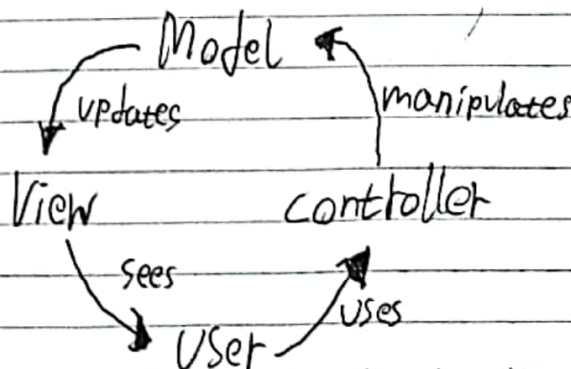 Model
updates
manipulates
View
controller
sees
uses
User